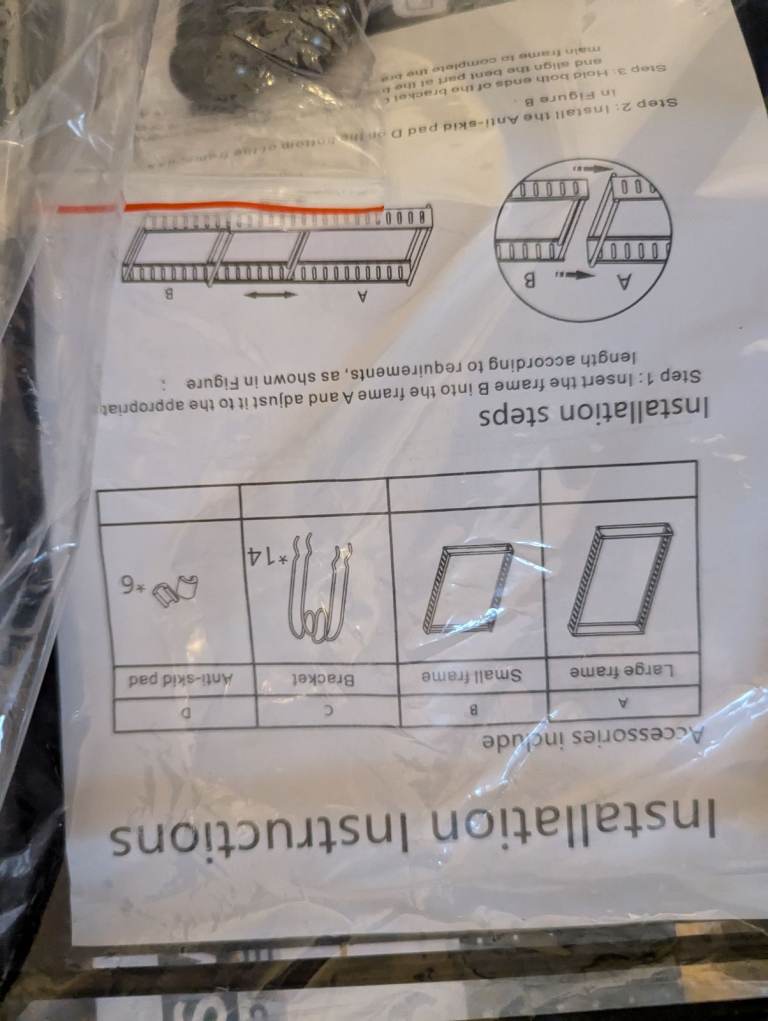 Installation Instructions
Accessories include
A B C D
Large frame Small frame Bracket Anti-skid pad
*14 *6
Installation steps
Step 1: Insert the frame B into the frame A and adjust it to the
length according to requirements, as shown in Figure
A B
A B
Step 2: Install the Anti-skid pad D on the bottom of the
in Figure B
Step 3: Hold both ends of the bracket
and align the bent part of the
main frame to complete the